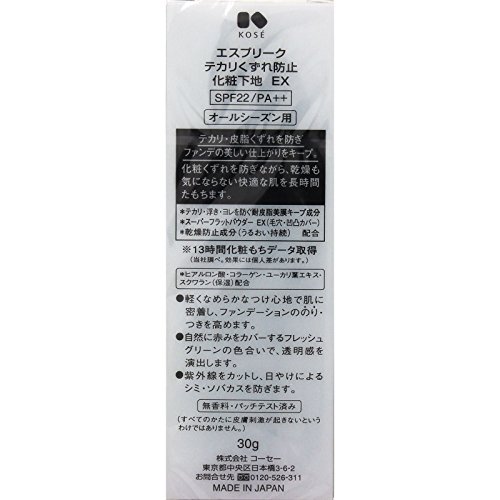 KOSÉ
エスプリーク
テカリくずれ防止
化粧下地 EX
SPF22/PA++
オールシーズン用
テカリ・皮脂くずれを防ぎ
ファンデの美しい仕上がりをキープ。
化粧くずれを防ぎながら、乾燥も
気にならない快適な肌を長時間
たもちます。
*テカリ・浮き・ヨレを防ぐ耐皮脂美膜キープ成分
*スーパーフラットパウダー EX(毛穴・凹凸カバー)
*乾燥防止成分(うるおい持続) 配合
※13時間化粧もちデータ取得
(当社調べ。効果には個人差があります。)
*ヒアルロン酸・コラーゲン・ユーカリ葉エキス・
スクワラン(保湿)配合
●軽くなめらかなつけ心地で肌に
密着し、ファンデーションののり・
つきを高めます。
●自然に赤みをカバーするフレッシュ
グリーンの色合いで、透明感を
演出します。
●紫外線をカットし、日やけによる
シミ・ソバカスを防ぎます。
無香料・パッチテスト済み
(すべてのかたに皮膚刺激が起きないという
わけではありません。)
30g
株式会社 コーセー
東京都中央区日本橋3-6-2
お問合せ先 0120-526-311
MADE IN JAPAN